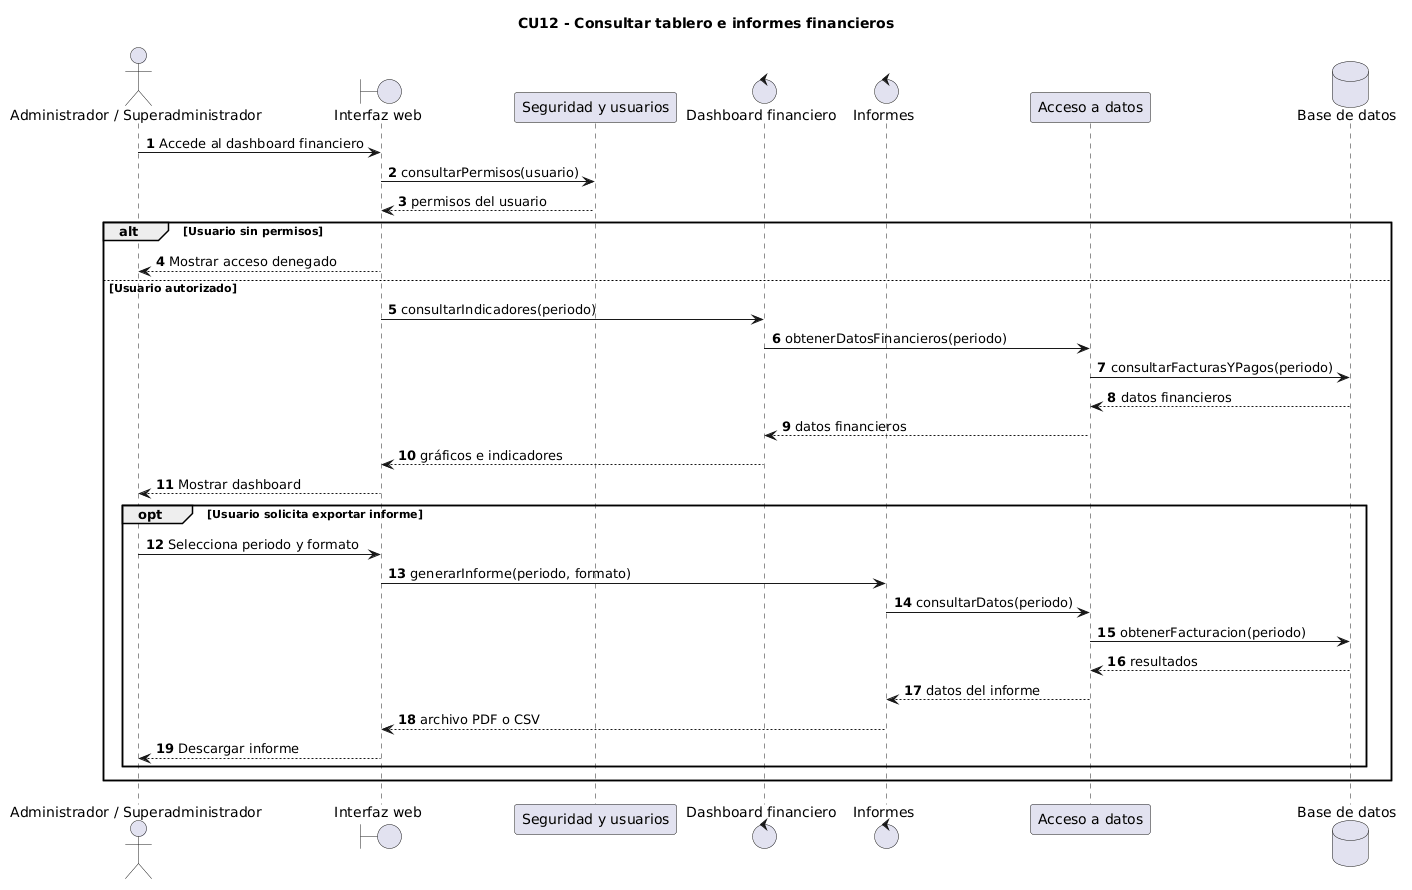 CU12 - Consultar tablero e informes financieros
Administrador / Superadministrador
Interfaz web
Seguridad y usuarios
Dashboard financiero
Informes
Acceso a datos
Base de datos
1 Accede al dashboard financiero
2 consultarPermisos(usuario)
3 permisos del usuario
alt [Usuario sin permisos]
4 Mostrar acceso denegado
[Usuario autorizado]
5 consultarIndicadores(periodo)
6 obtenerDatosFinancieros(periodo)
7 consultarFacturasYPagos(periodo)
8 datos financieros
9 datos financieros
10 gráficos e indicadores
11 Mostrar dashboard
opt [Usuario solicita exportar informe]
12 Selecciona periodo y formato
13 generarInforme(periodo, formato)
14 consultarDatos(periodo)
15 obtenerFacturacion(periodo)
16 resultados
17 datos del informe
18 archivo PDF o CSV
19 Descargar informe
Administrador / Superadministrador
Interfaz web
Seguridad y usuarios
Dashboard financiero
Informes
Acceso a datos
Base de datos